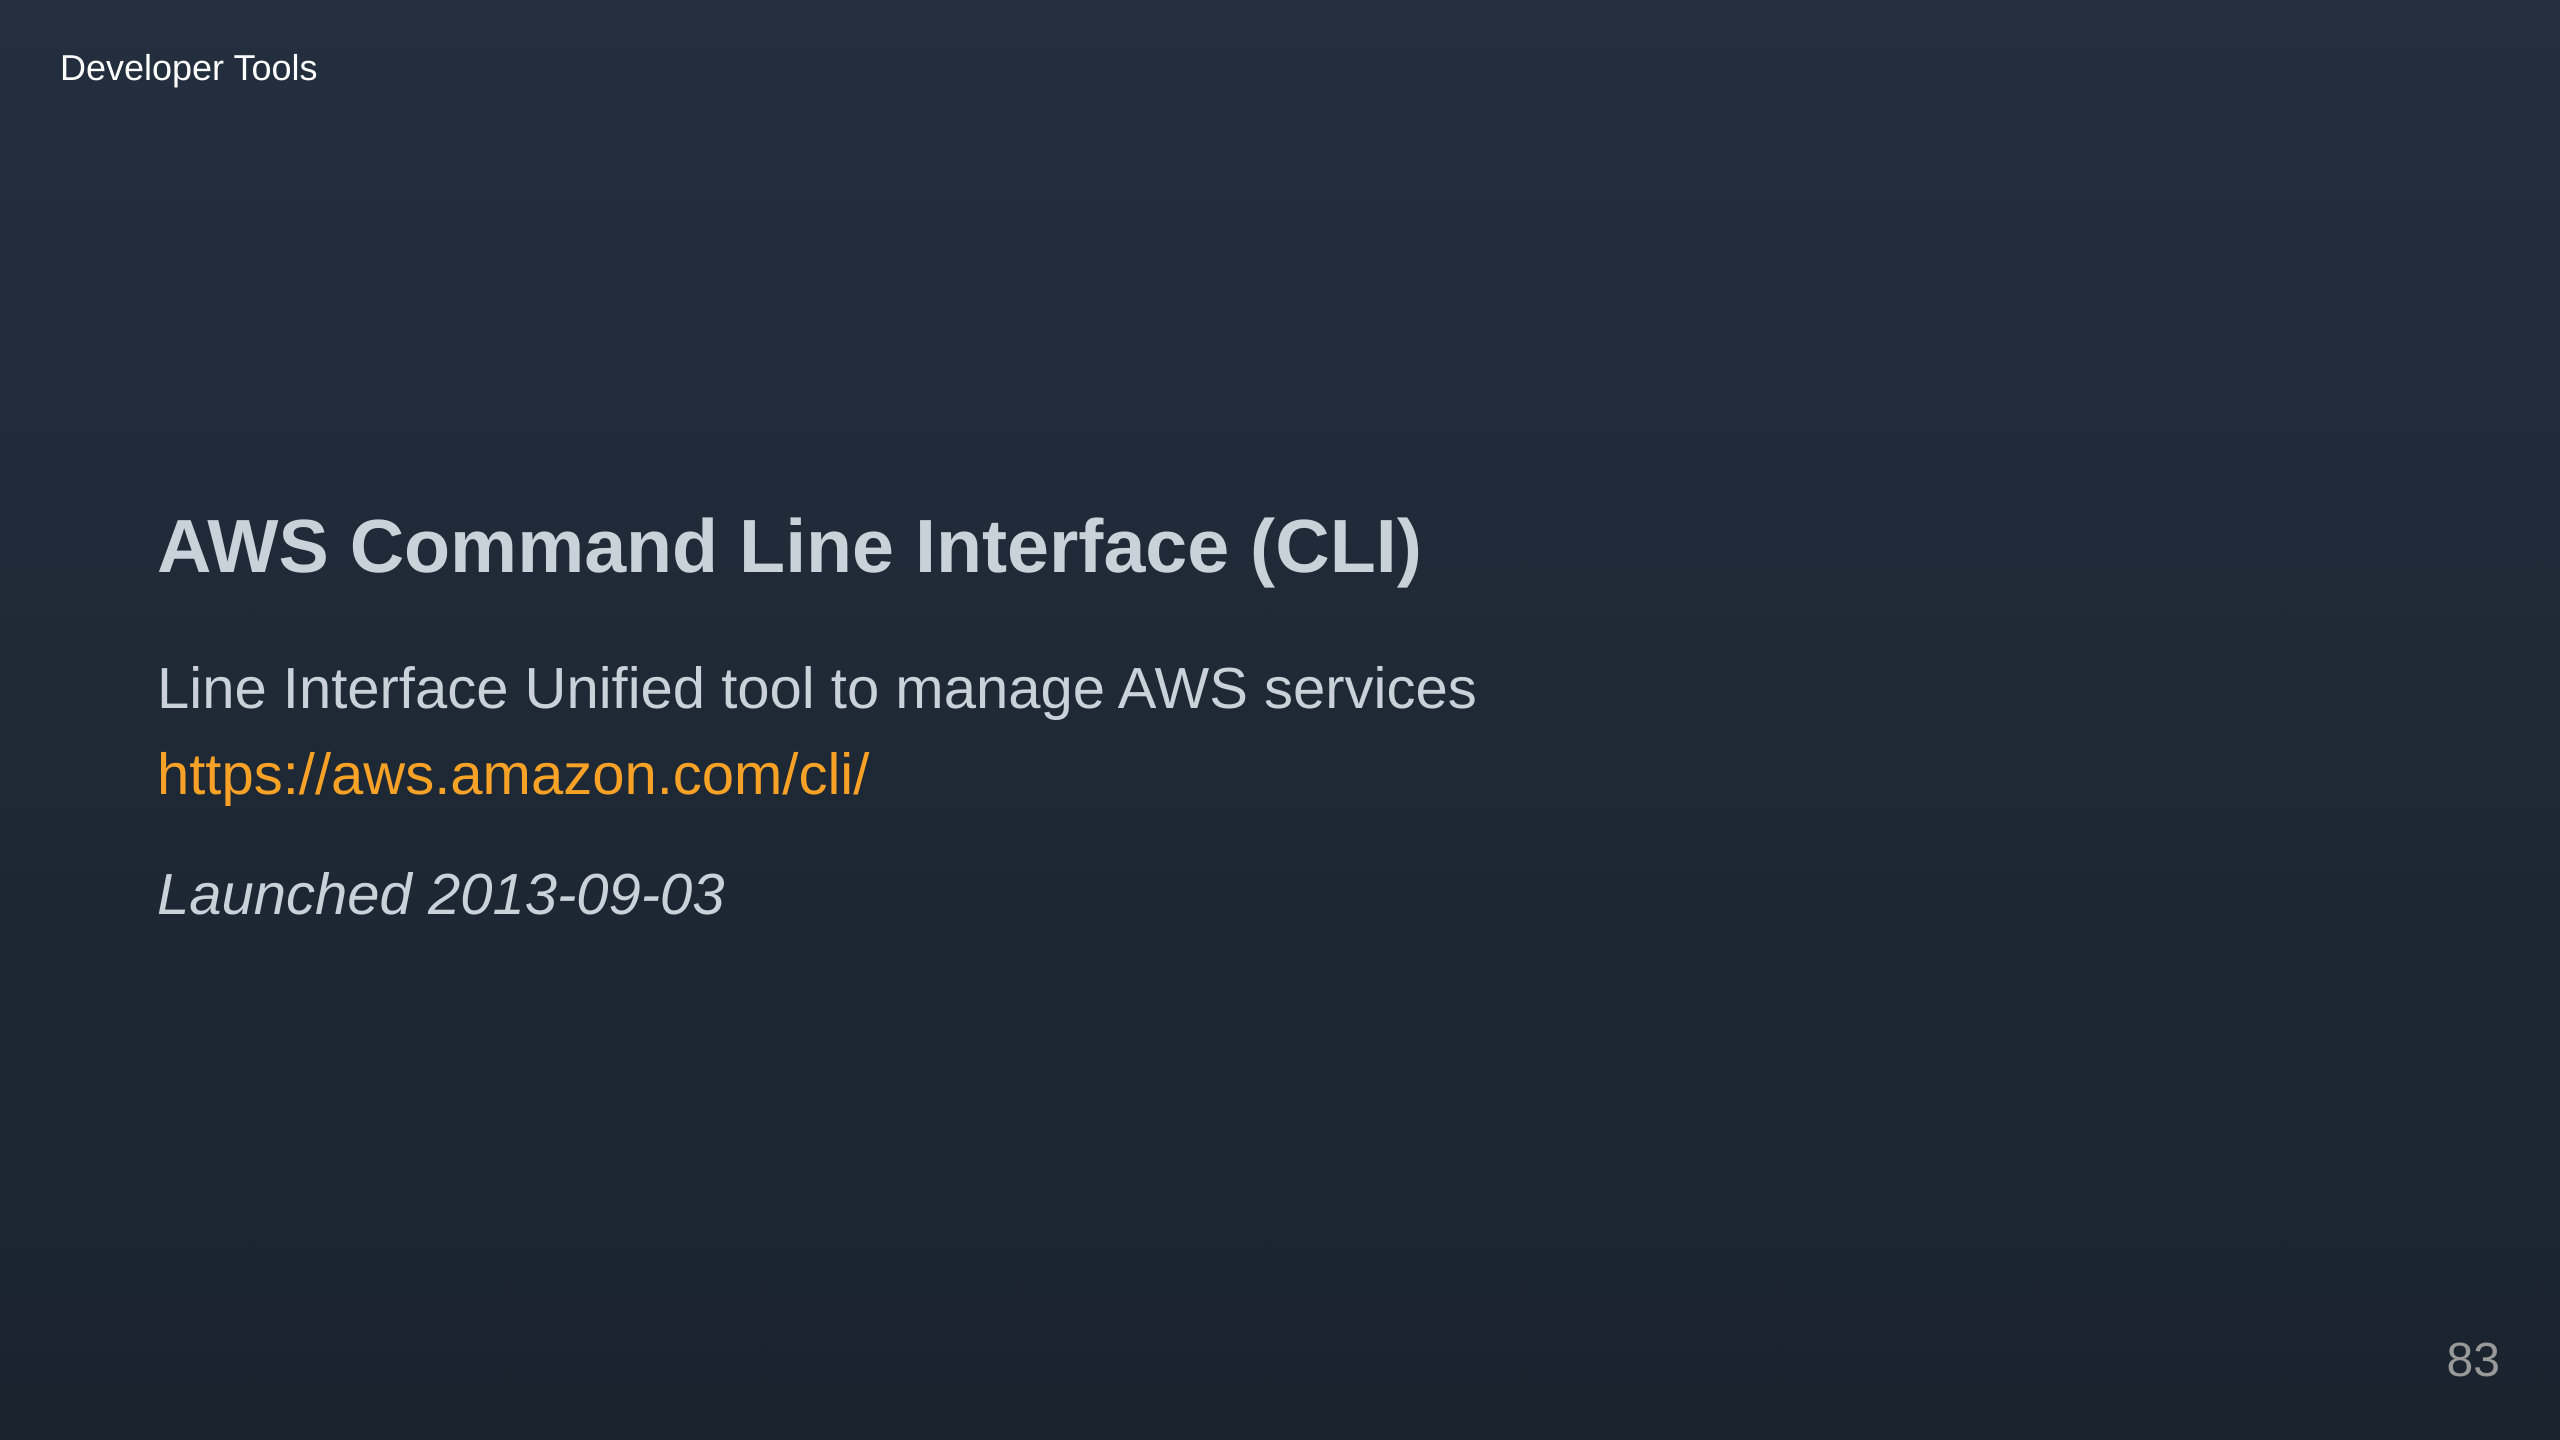 Developer Tools
AWS Command Line Interface (CLI)
Line Interface Unified tool to manage AWS services
https://aws.amazon.com/cli/
Launched 2013-09-03
83